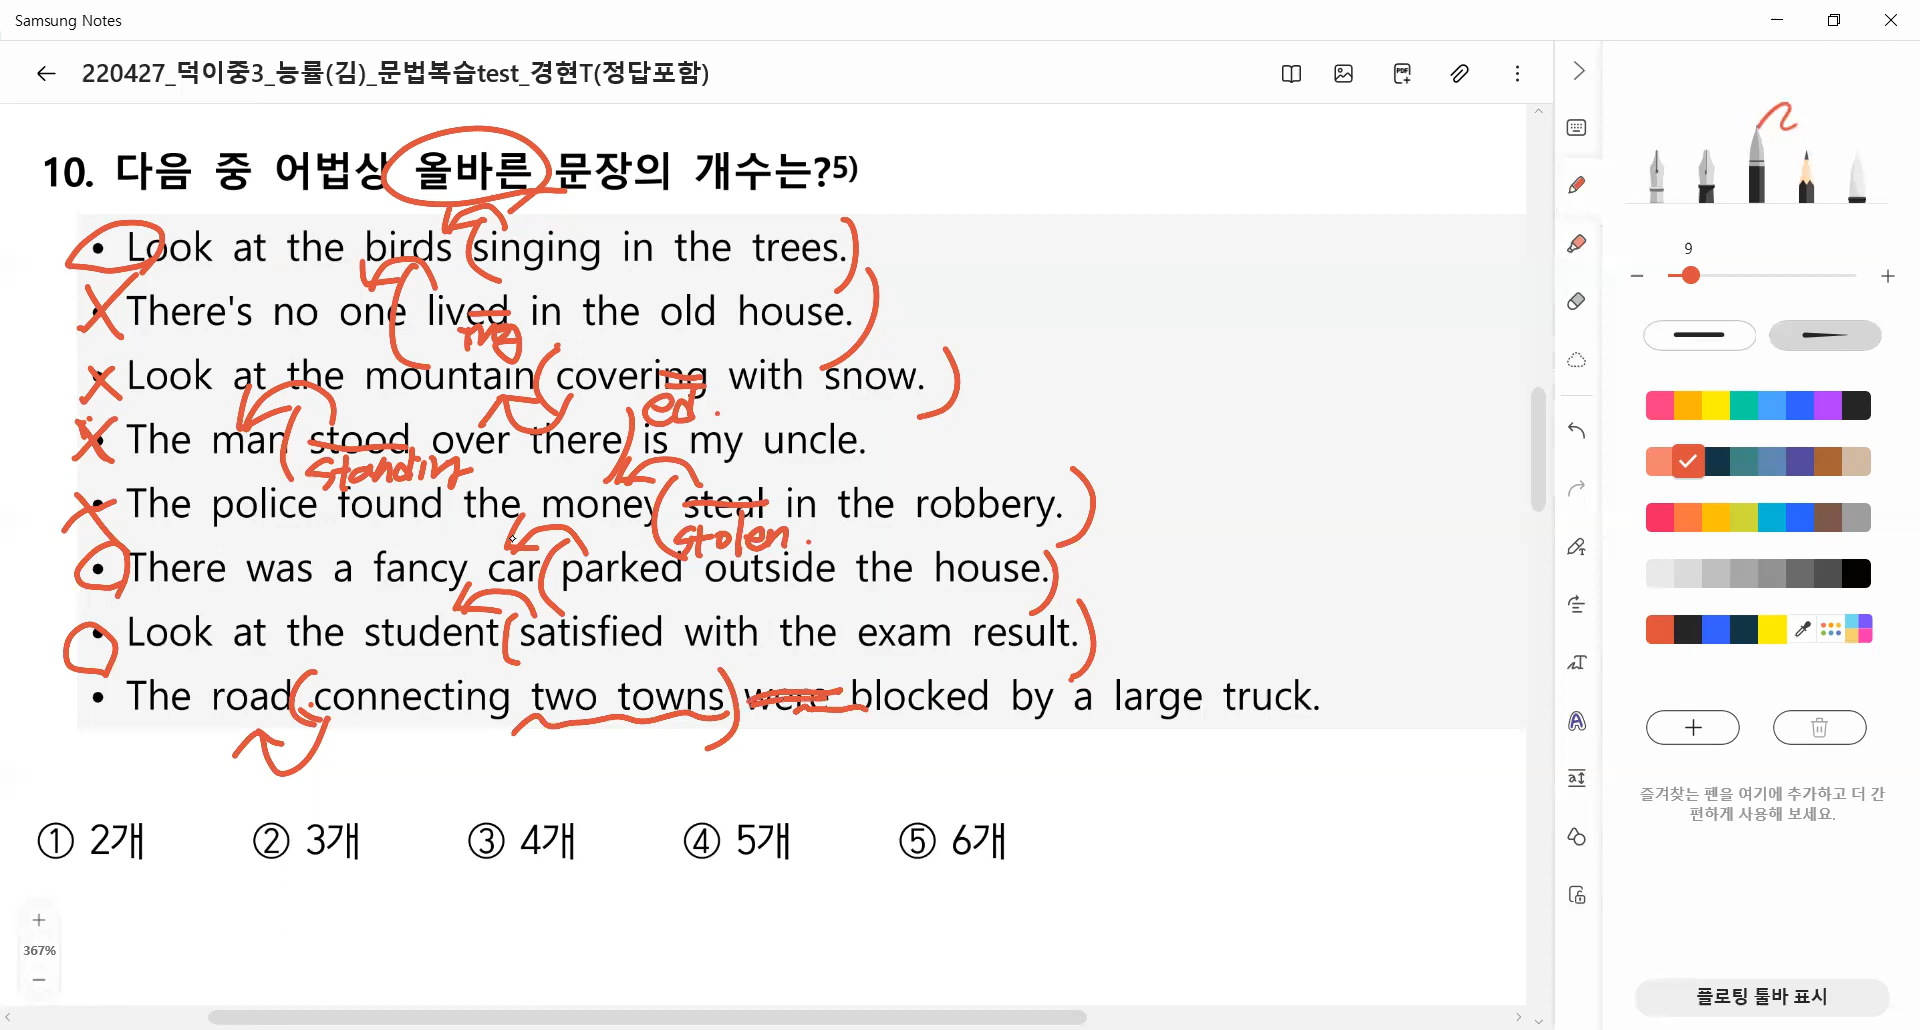 Samsung Notes
220427_덕이중3_능률(김)_문법복습test_경현T(정답포함)
10. 다음 중 어법상 올바른 문장의 개수는?5)
• Look at the birds singing in the trees.
• There's no one lived in the old house.
ing
• Look at the mountain covering with snow.
ed.
• The man stood over there is my uncle.
standing
• The police found the money steal in the robbery.
stolen.
• There was a fancy car parked outside the house.
• Look at the student satisfied with the exam result.
• The road connecting two towns were blocked by a large truck.
① 2개 ② 3개 ③ 4개 ④ 5개 ⑤ 6개
367%
9
즐겨찾는 펜을 여기에 추가하고 더 간
편하게 사용해 보세요.
플로팅 툴바 표시